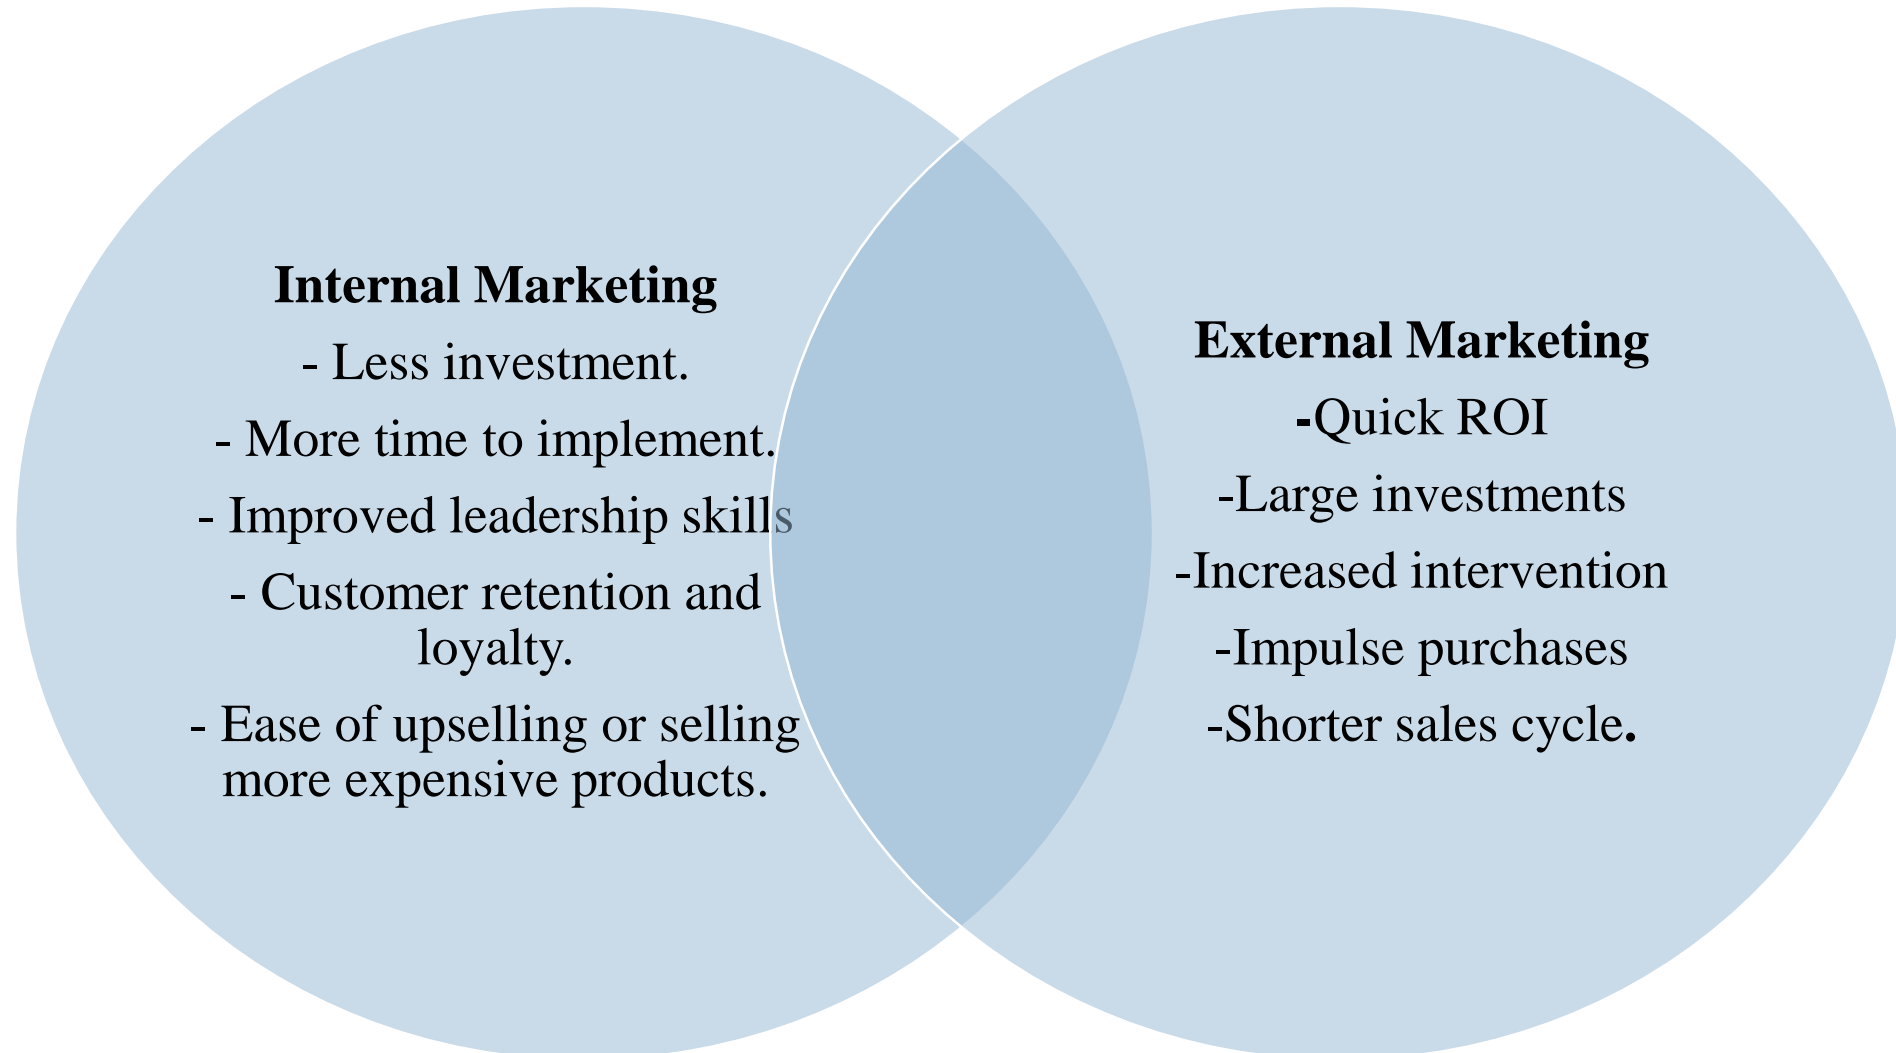 Internal Marketing
- Less investment.
- More time to implement.
- Improved leadership skills
- Customer retention and
loyalty.
- Ease of upselling or selling
more expensive products.
External Marketing
-Quick ROI
-Large investments
-Increased intervention
-Impulse purchases
-Shorter sales cycle.